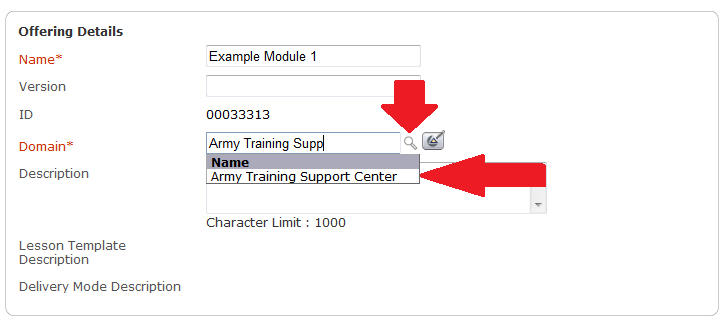 Offering Details
Name* Example Module 1
Version
ID 00033313
Domain* Army Training Supp
Name
Description Army Training Support Center
Character Limit : 1000
Lesson Template
Description
Delivery Mode Description